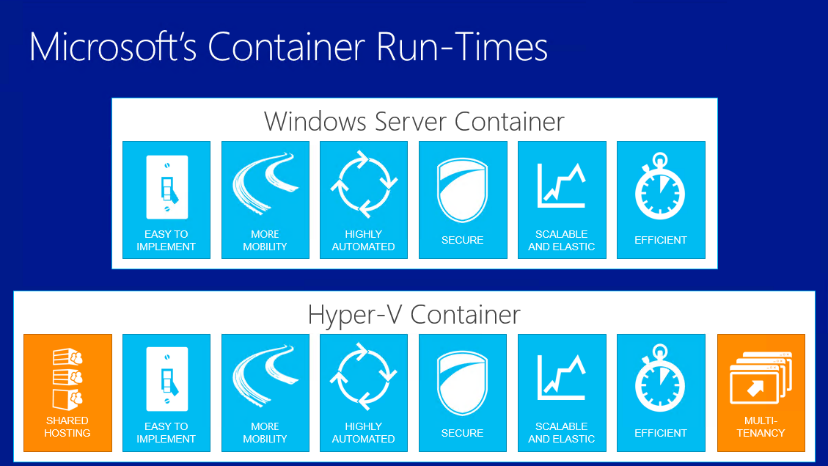 Microsoft's Container Run-Times
Windows Server Container
EASY TO
IMPLEMENT
MORE
MOBILITY
HIGHLY
AUTOMATED
SECURE
SCALABLE
AND ELASTIC
EFFICIENT
Hyper-V Container
SHARED
HOSTING
EASY TO
IMPLEMENT
MORE
MOBILITY
HIGHLY
AUTOMATED
SECURE
SCALABLE
AND ELASTIC
EFFICIENT
MULTI-
TENANCY